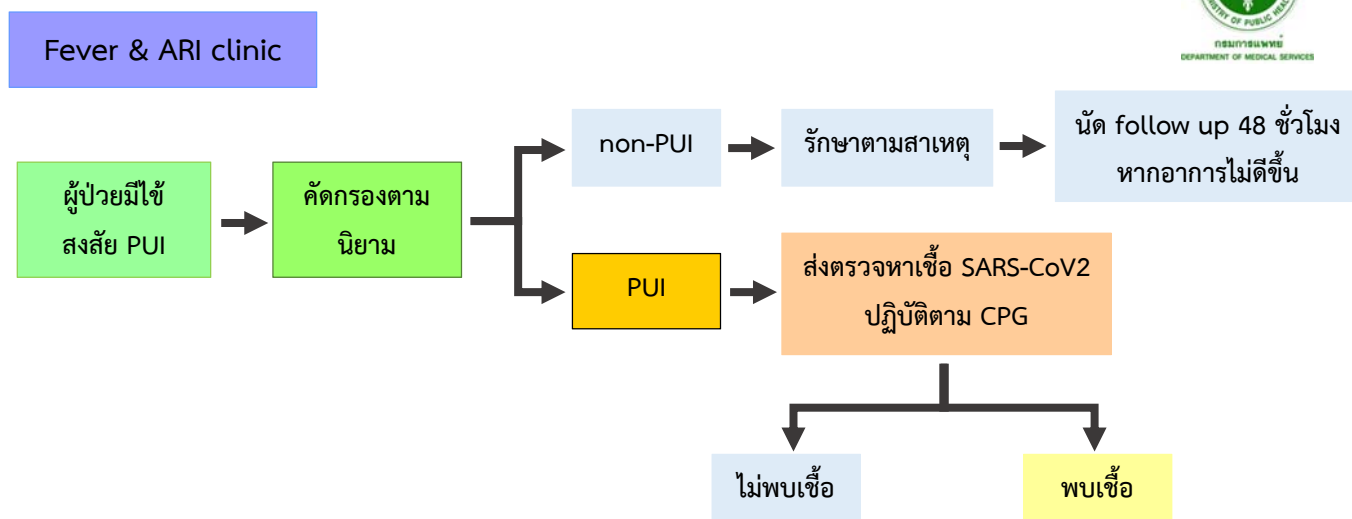 MINISTRY OF PUBLIC HEALTH
กรมการแพทย์
DEPARTMENT OF MEDICAL SERVICES
Fever & ARI clinic
ผู้ป่วยมีไข้
สงสัย PUI
คัดกรองตาม
นิยาม
non-PUI
รักษาตามสาเหตุ
นัด follow up 48 ชั่วโมง
หากอาการไม่ดีขึ้น
PUI
ส่งตรวจหาเชื้อ SARS-CoV2
ปฏิบัติตาม CPG
ไม่พบเชื้อ
พบเชื้อ